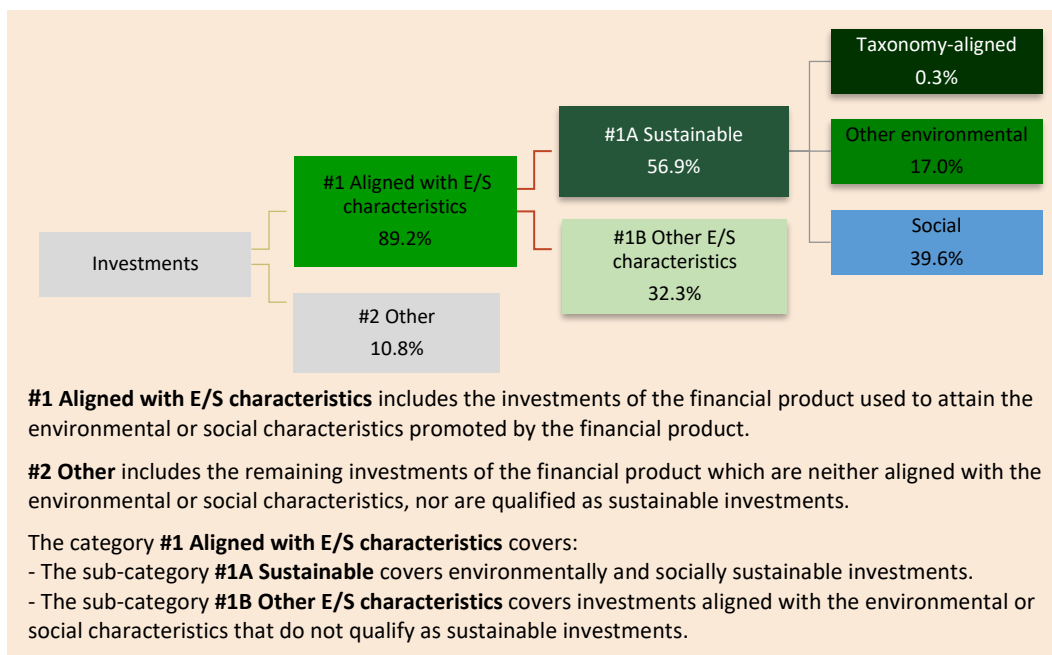 Taxonomy-aligned
0.3%
#1A Sustainable
56.9%
Other environmental
17.0%
#1 Aligned with E/S
characteristics
89.2%
Social
39.6%
#1B Other E/S
characteristics
32.3%
Investments
#2 Other
10.8%
#1 Aligned with E/S characteristics includes the investments of the financial product used to attain the
environmental or social characteristics promoted by the financial product.
#2 Other includes the remaining investments of the financial product which are neither aligned with the
environmental or social characteristics, nor are qualified as sustainable investments.
The category #1 Aligned with E/S characteristics covers:
- The sub-category #1A Sustainable covers environmentally and socially sustainable investments.
- The sub-category #1B Other E/S characteristics covers investments aligned with the environmental or
social characteristics that do not qualify as sustainable investments.